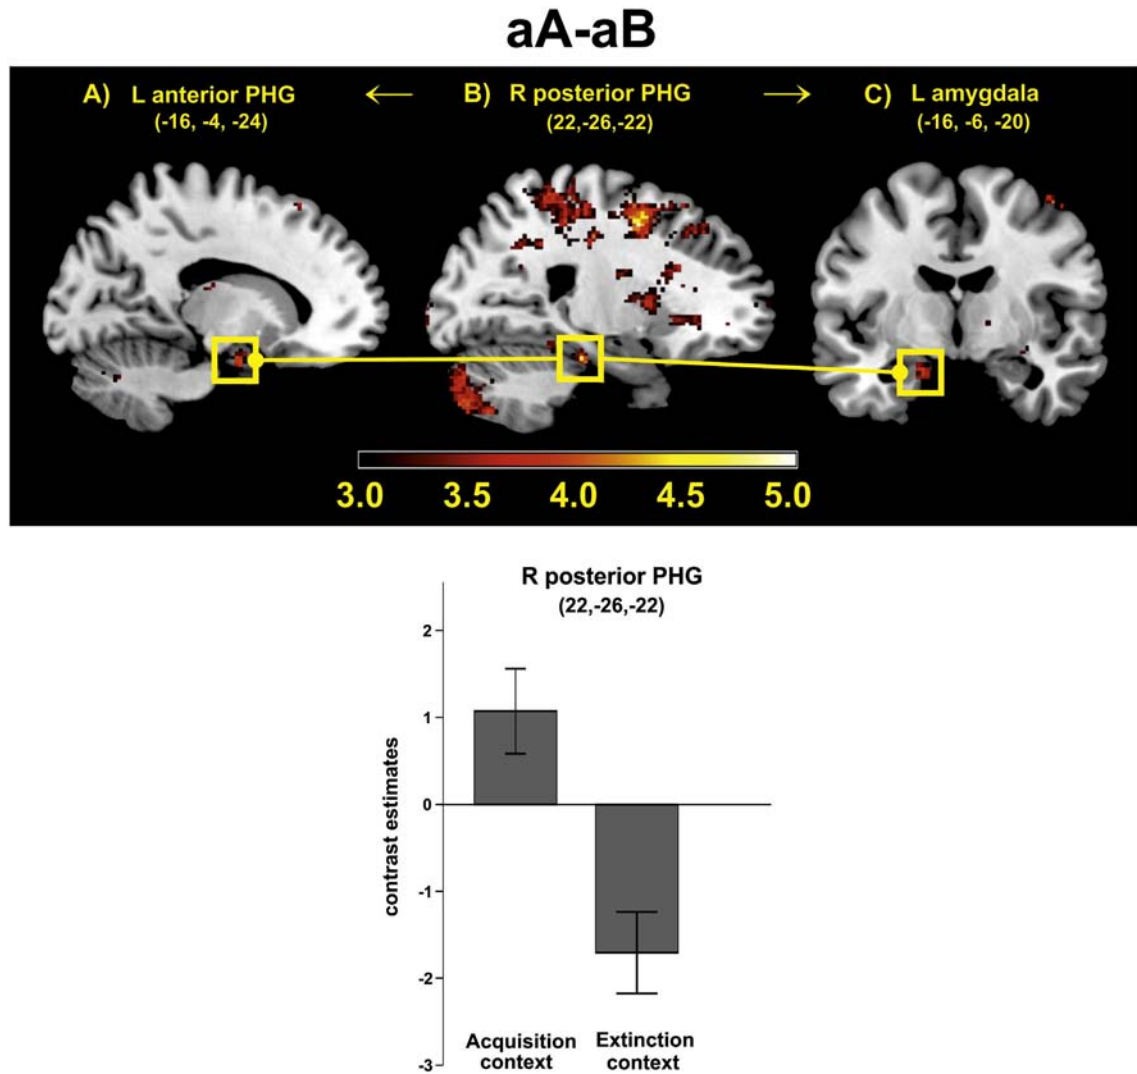 aA-aB
A) L anterior PHG ← B) R posterior PHG → C) L amygdala
(-16, -4, -24) (22,-26,-22) (-16, -6, -20)
3.0 3.5 4.0 4.5 5.0
R posterior PHG
(22,-26,-22)
contrast estimates
2
1
0
-1
-2
-3
Acquisition context
Extinction context